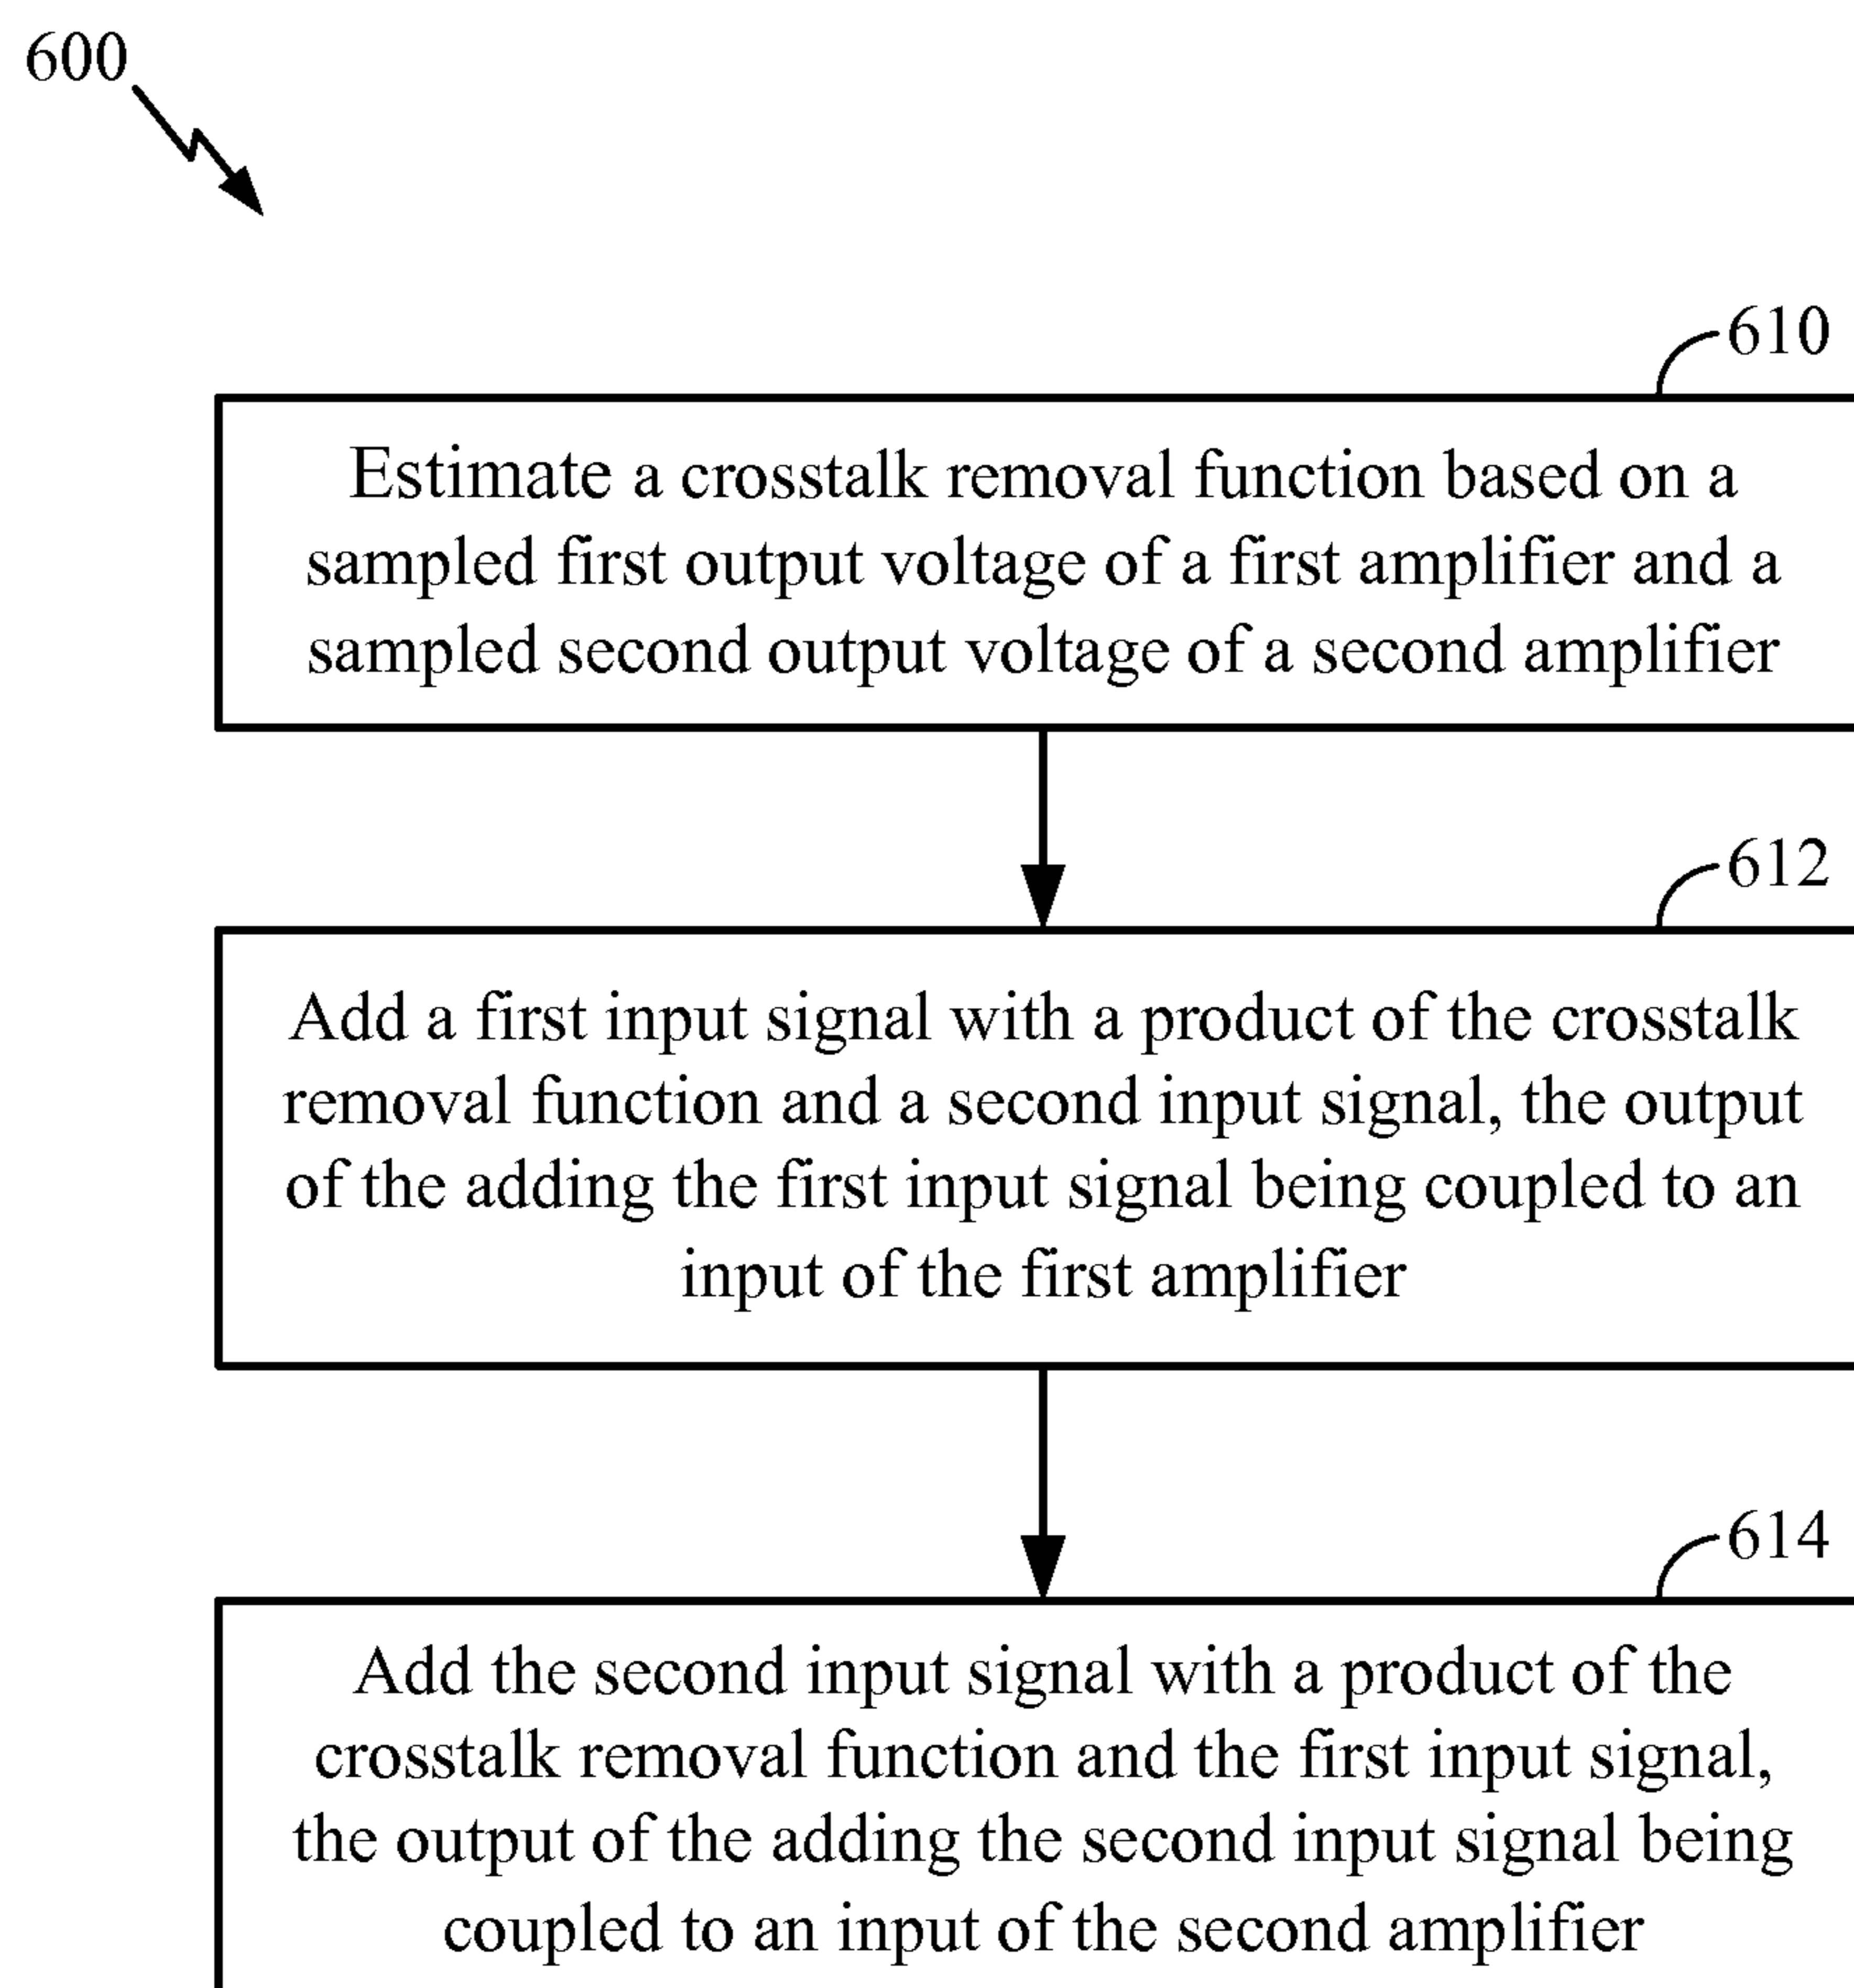 600
610
Estimate a crosstalk removal function based on a
sampled first output voltage of a first amplifier and a
sampled second output voltage of a second amplifier
612
Add a first input signal with a product of the crosstalk
removal function and a second input signal, the output
of the adding the first input signal being coupled to an
input of the first amplifier
614
Add the second input signal with a product of the
crosstalk removal function and the first input signal,
the output of the adding the second input signal being
coupled to an input of the second amplifier